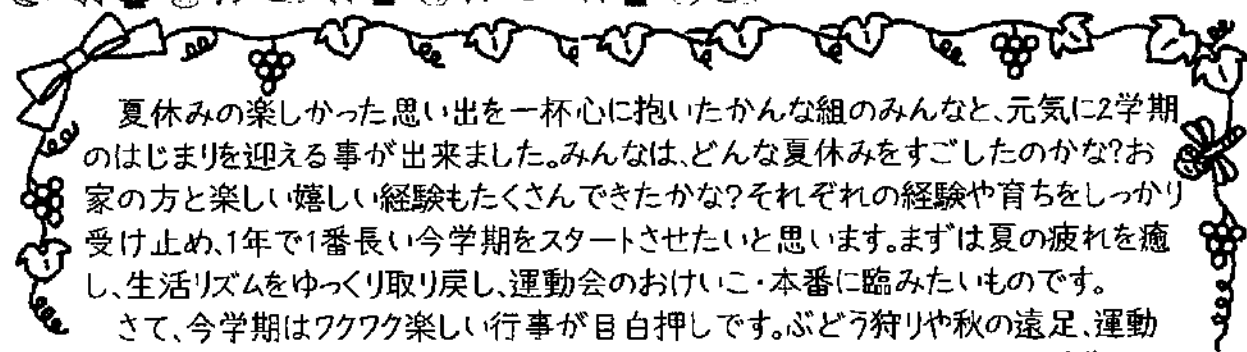 夏休みの楽しかった思い出を一杯心に抱いたかんな組のみんなと、元気に2学期
のはじまりを迎える事が出来ました。みんなは、どんな夏休みをすごしたのかな?お
家の方と楽しい嬉しい経験もたくさんできたかな?それぞれの経験や育ちをしっかり
受け止め、1年で1番長い今学期をスタートさせたいと思います。まずは夏の疲れを癒
し、生活リズムをゆっくり取り戻し、運動会のおけいこ・本番に臨みたいものです。
さて、今学期はワクワク楽しい行事が目白押しです。ぶどう狩りや秋の遠足、運動